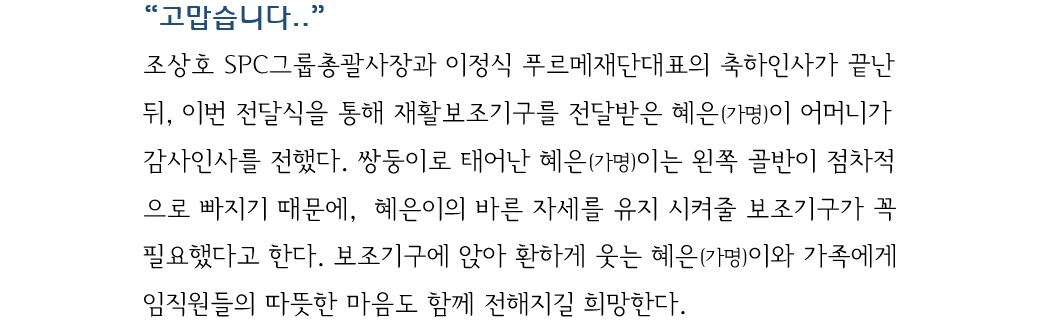 “고맙습니다..”
조상호 SPC그룹총괄사장과 이정식 푸르메재단대표의 축하인사가 끝난
뒤, 이번 전달식을 통해 재활보조기구를 전달받은 혜은(가명)이 어머니가
감사인사를 전했다. 쌍둥이로 태어난 혜은(가명)이는 왼쪽 골반이 점차적
으로 빠지기 때문에,  혜은이의 바른 자세를 유지 시켜줄 보조기구가 꼭
필요했다고 한다. 보조기구에 앉아 환하게 웃는 혜은(가명)이와 가족에게
임직원들의 따뜻한 마음도 함께 전해지길 희망한다.